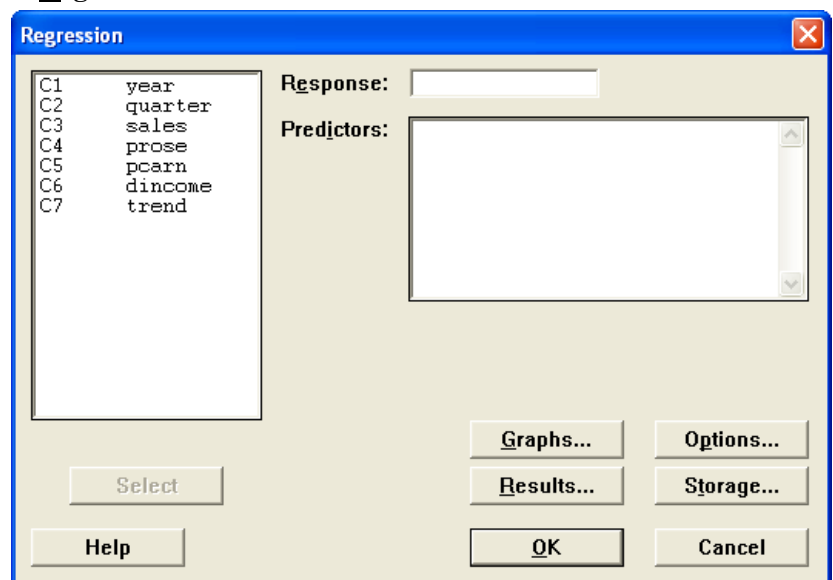 Regression
C1 year
C2 quarter
C3 sales
C4 prose
C5 pcarn
C6 dincome
C7 trend
Response:
Predictors:
Graphs...
Options...
Select
Results...
Storage...
Help
OK
Cancel